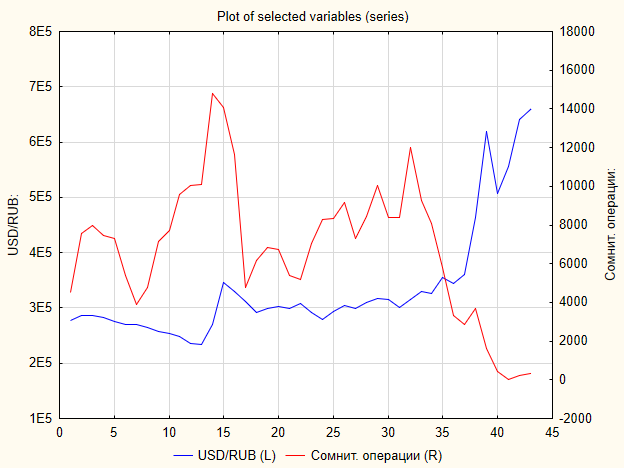 Plot of selected variables (series)
8E5
7E5
6E5
5E5
4E5
3E5
2E5
1E5
USD/RUB:
18000
16000
14000
12000
10000
8000
6000
4000
2000
0
-2000
Сомнит. операции:
0 5 10 15 20 25 30 35 40 45
USD/RUB (L) Сомнит. операции (R)